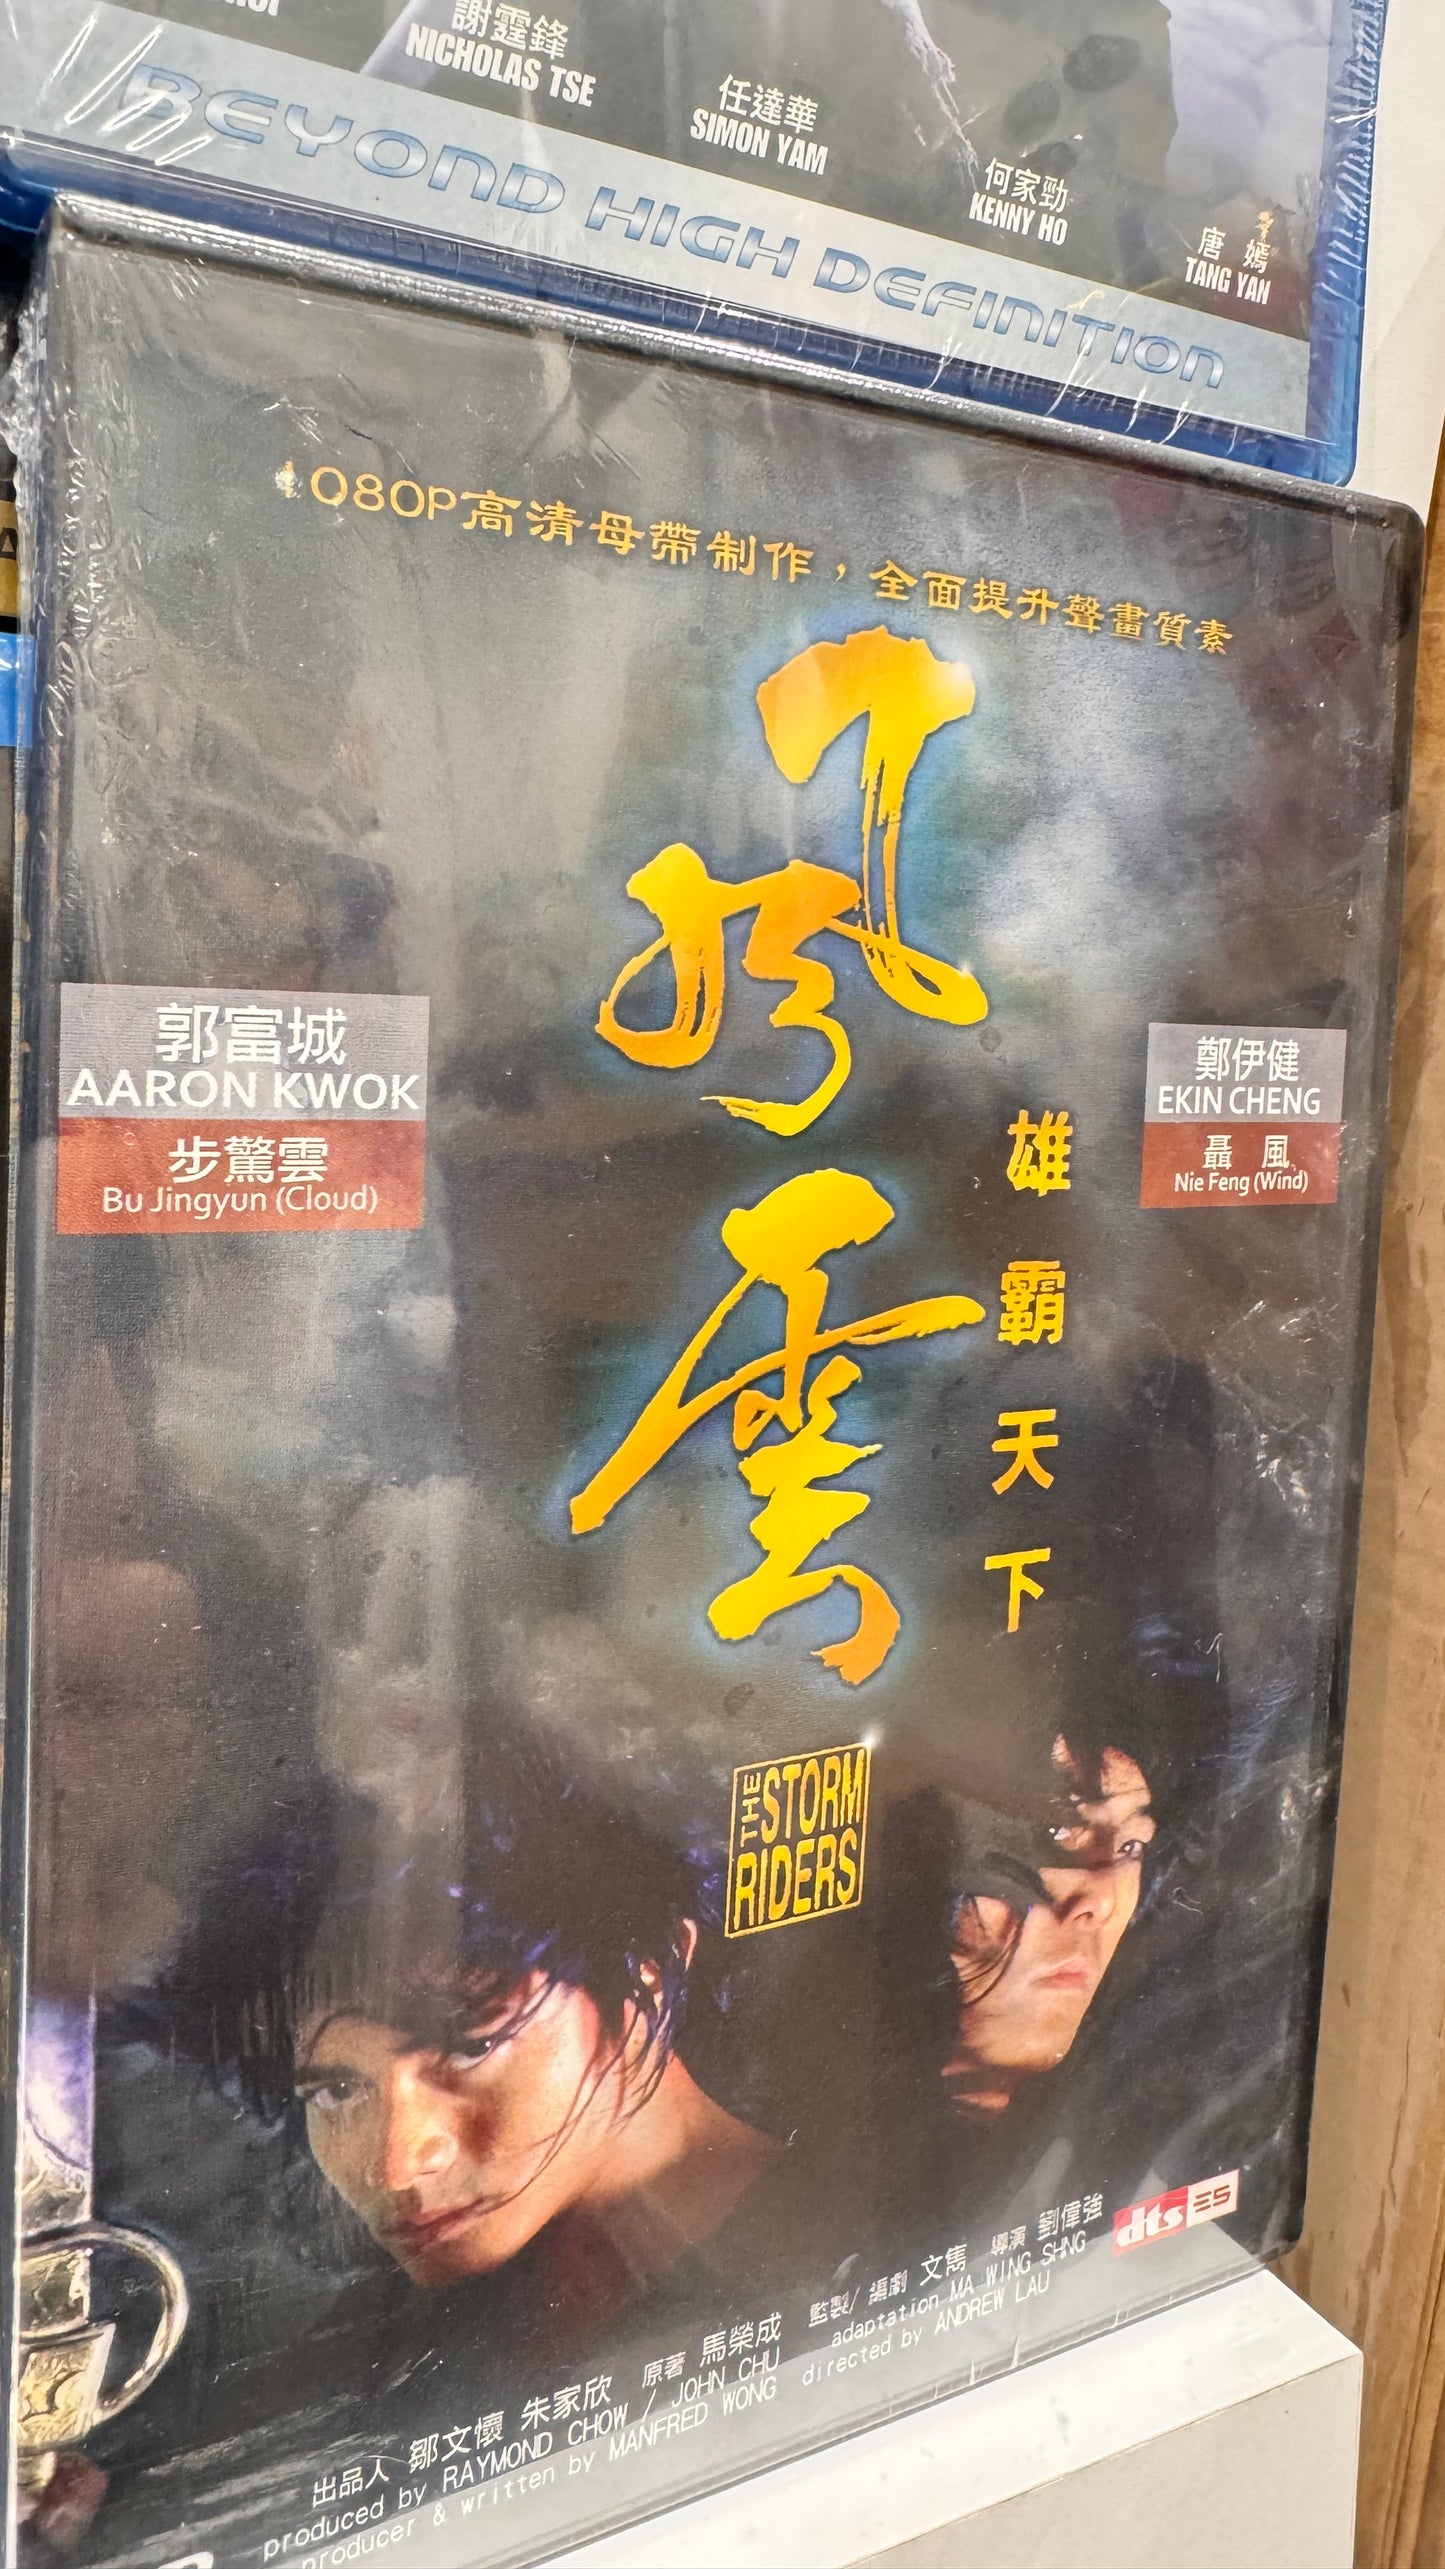 謝霆鋒
NICHOLAS TSE
任達華
SIMON YAM
何家勁
KENNY HO
唐嫣
TANG YAN
BEYOND HIGH DEFINITION
1080P高清母帶制作，全面提升聲畫質素
風雲
雄霸天下
郭富城
AARON KWOK
步驚雲
Bu Jingyun (Cloud)
鄭伊健
EKIN CHENG
聶風
Nie Feng (Wind)
THE STORM RIDERS
dts ES
出品人 鄒文懷 朱家欣 原著 馬榮成 監製/編劇 文雋 導演 劉偉強
produced by RAYMOND CHOW / JOHN CHU adaptation MA WING SHNG
producer & written by MANFRED WONG directed by ANDREW LAU